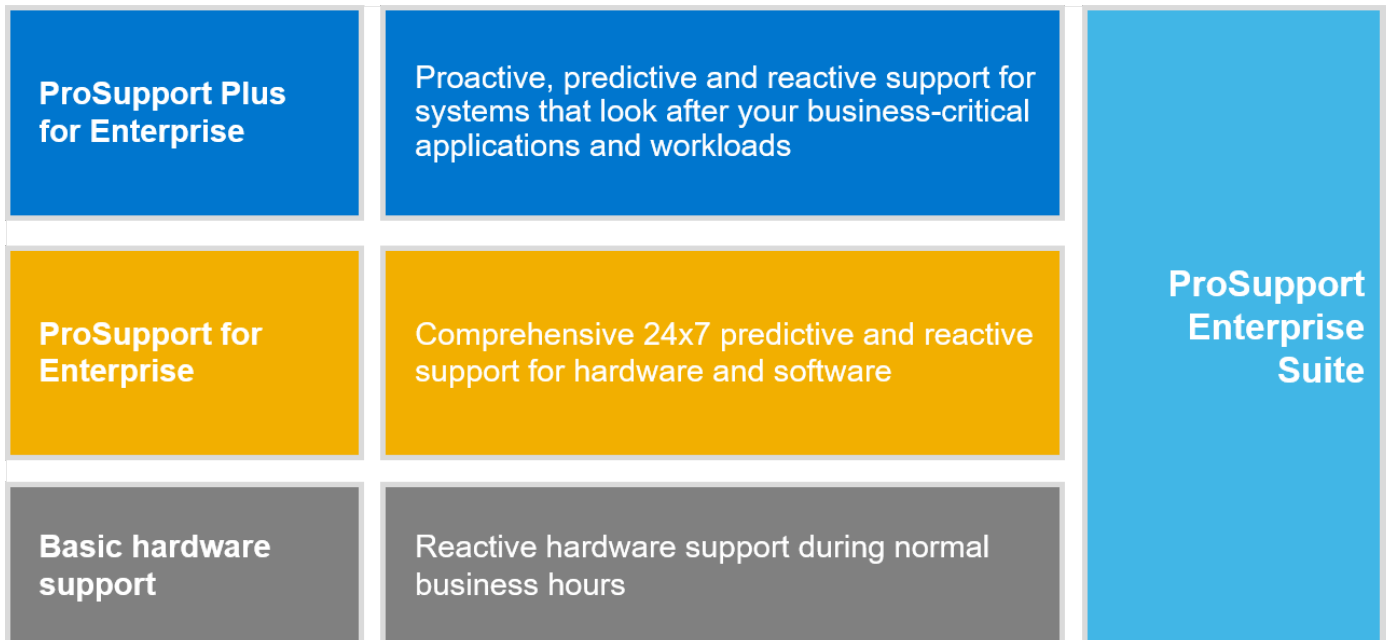 ProSupport Plus
for Enterprise
Proactive, predictive and reactive support for
systems that look after your business-critical
applications and workloads
ProSupport for
Enterprise
Comprehensive 24x7 predictive and reactive
support for hardware and software
Basic hardware
support
Reactive hardware support during normal
business hours
ProSupport
Enterprise
Suite